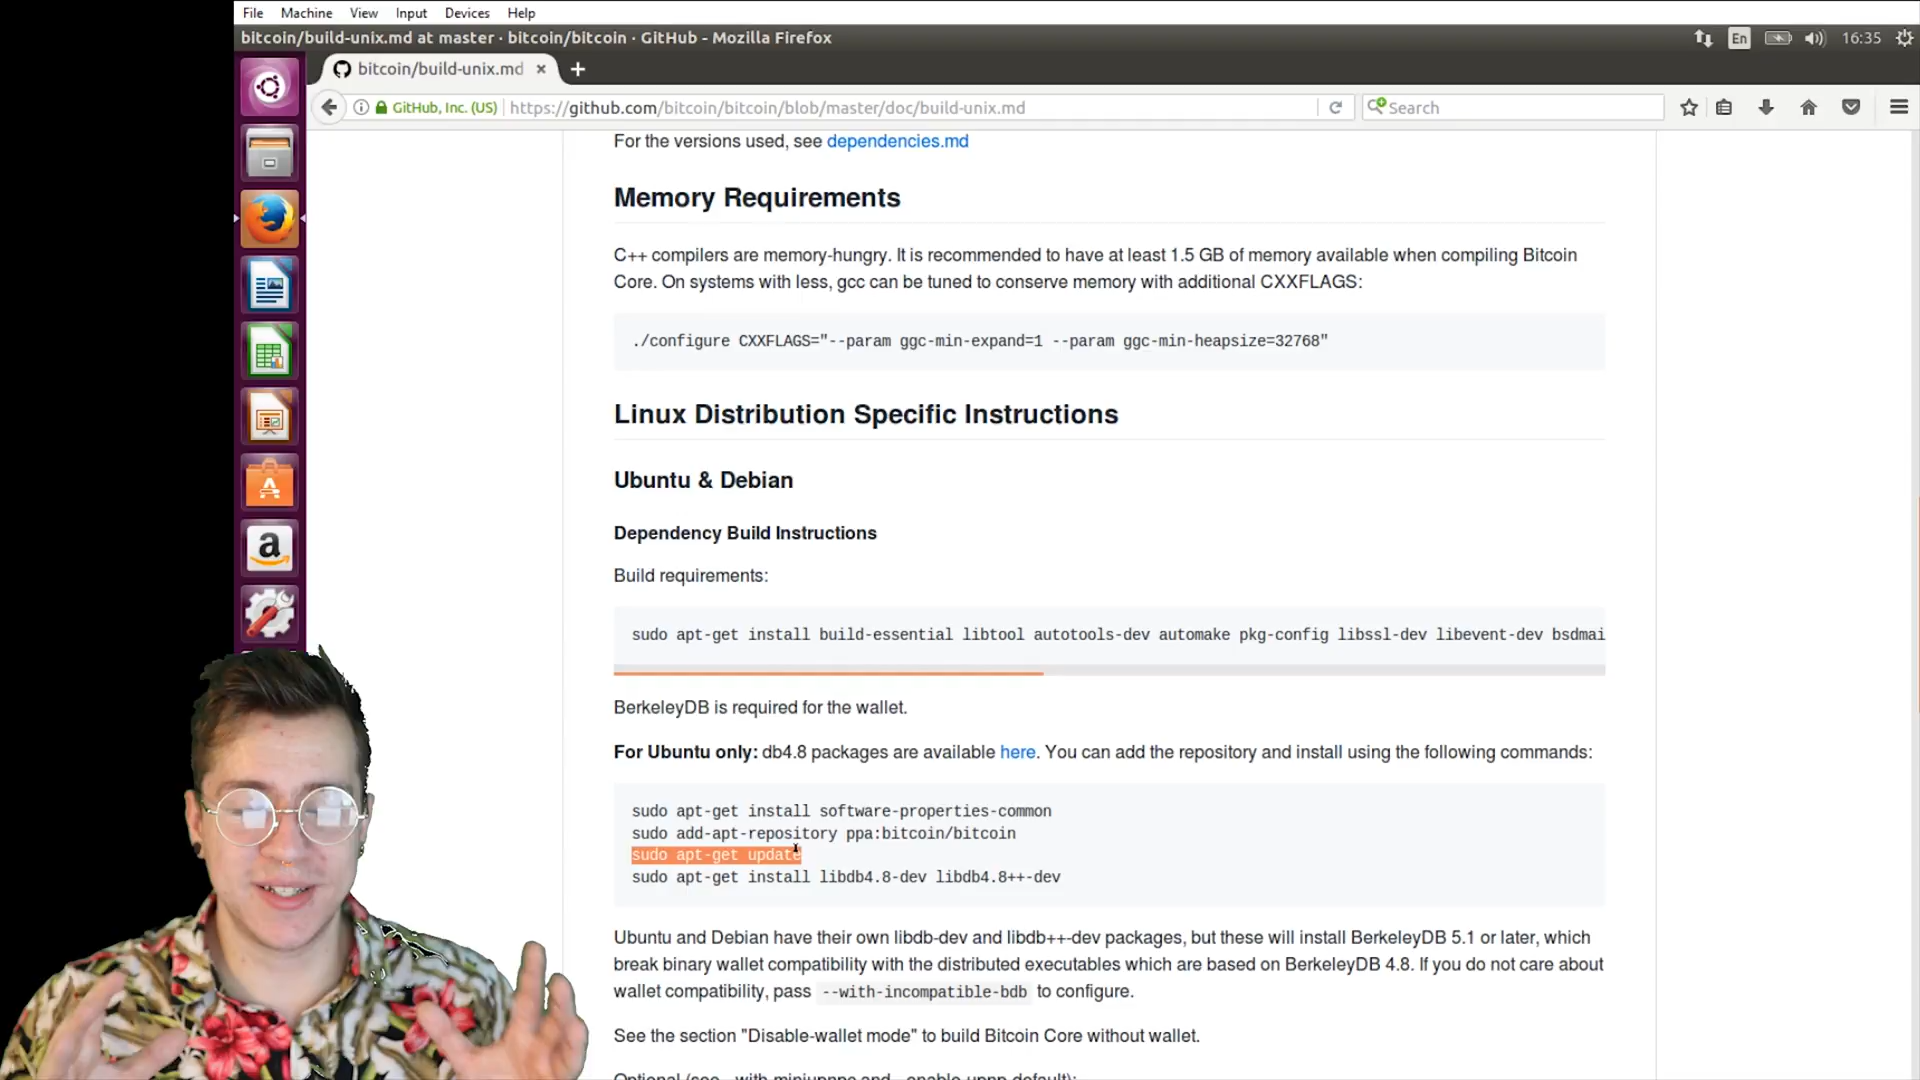 File Machine View Input Devices Help
bitcoin/build-unix.md at master · bitcoin/bitcoin · GitHub - Mozilla Firefox
En
16:35
bitcoin/build-unix.md
GitHub, Inc. (US)
https://github.com/bitcoin/bitcoin/blob/master/doc/build-unix.md
Search
For the versions used, see dependencies.md
Memory Requirements
C++ compilers are memory-hungry. It is recommended to have at least 1.5 GB of memory available when compiling Bitcoin
Core. On systems with less, gcc can be tuned to conserve memory with additional CXXFLAGS:
./configure CXXFLAGS="--param ggc-min-expand=1 --param ggc-min-heapsize=32768"
Linux Distribution Specific Instructions
Ubuntu & Debian
Dependency Build Instructions
Build requirements:
sudo apt-get install build-essential libtool autotools-dev automake pkg-config libssl-dev libevent-dev bsdmai
BerkeleyDB is required for the wallet.
For Ubuntu only: db4.8 packages are available here. You can add the repository and install using the following commands:
sudo apt-get install software-properties-common
sudo add-apt-repository ppa:bitcoin/bitcoin
sudo apt-get update
sudo apt-get install libdb4.8-dev libdb4.8++-dev
Ubuntu and Debian have their own libdb-dev and libdb++-dev packages, but these will install BerkeleyDB 5.1 or later, which
break binary wallet compatibility with the distributed executables which are based on BerkeleyDB 4.8. If you do not care about
wallet compatibility, pass --with-incompatible-bdb to configure.
See the section "Disable-wallet mode" to build Bitcoin Core without wallet.
Optional (see --with-miniupnpc and --enable-upnp-default):